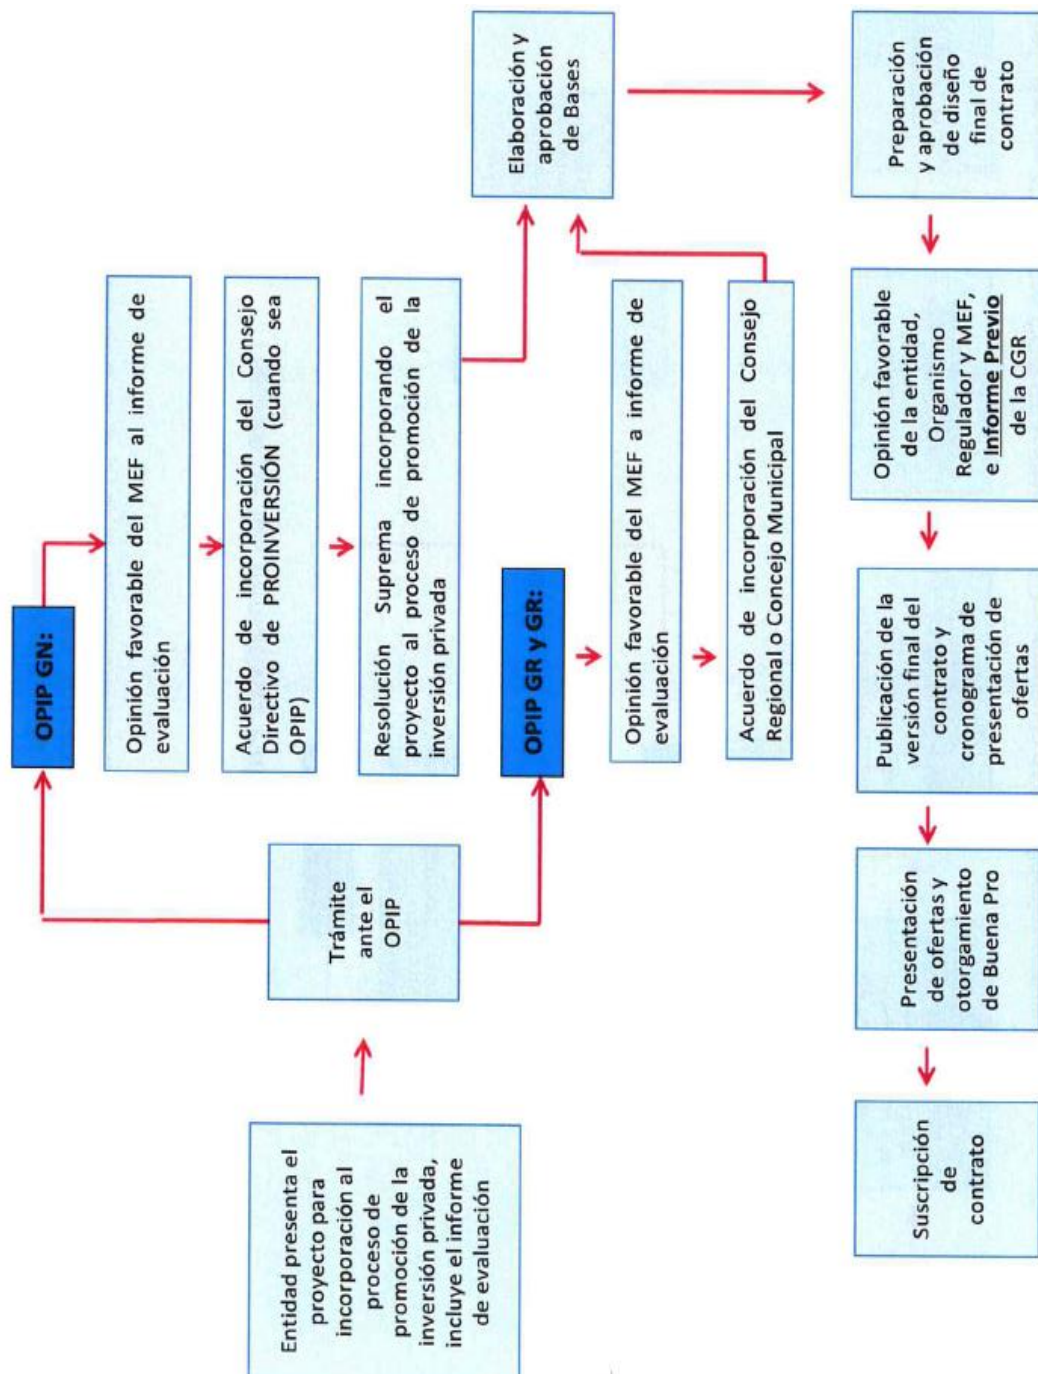 Entidad presenta el
proyecto para
incorporación al
proceso de
promoción de la
inversión privada,
incluye el informe
de evaluación
Trámite
ante el
OPIP
OPIP GN:
Opinión favorable del MEF al informe de
evaluación
Acuerdo de incorporación del Consejo
Directivo de PROINVERSIÓN (cuando sea
OPIP)
Resolución Suprema incorporando el
proyecto al proceso de promoción de la
inversión privada
OPIP GR y GR:
Opinión favorable del MEF a informe de
evaluación
Acuerdo de incorporación del Consejo
Regional o Concejo Municipal
Elaboración y
aprobación
de Bases
Preparación
y aprobación
de diseño
final de
contrato
Opinión favorable
de la entidad,
Organismo
Regulador y MEF,
e Informe Previo
de la CGR
Publicación de la
versión final del
contrato y
cronograma de
presentación de
ofertas
Presentación
de ofertas y
otorgamiento
de Buena Pro
Suscripción
de
contrato